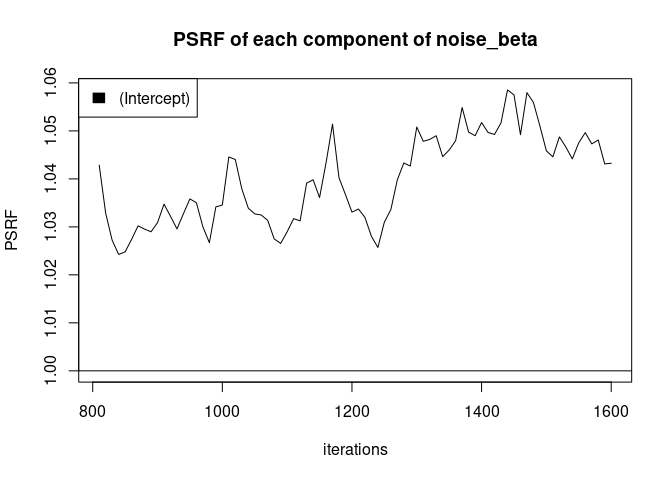 PSRF of each component of noise_beta
(Intercept)
PSRF
1.06
1.05
1.04
1.03
1.02
1.01
1.00
800 1000 1200 1400 1600
iterations